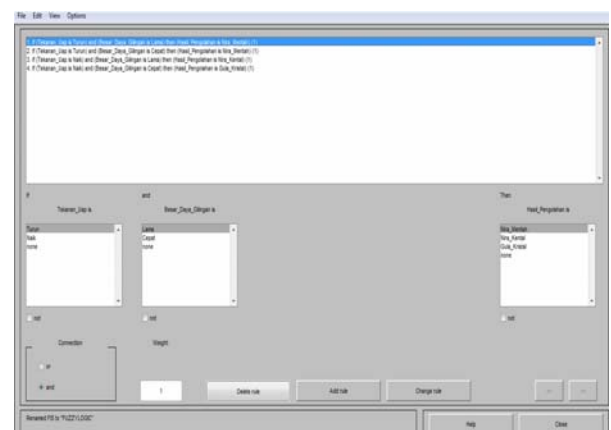 File Edit View Options
1. If (Tekanan_Uap is Turun) and (Besar_Daya_Gilingan is Lama) then (Hasil_Pengolahan is Nira_Mentah) (1)
2. If (Tekanan_Uap is Turun) and (Besar_Daya_Gilingan is Cepat) then (Hasil_Pengolahan is Nira_Mentah) (1)
3. If (Tekanan_Uap is Naik) and (Besar_Daya_Gilingan is Lama) then (Hasil_Pengolahan is Nira_Kental) (1)
4. If (Tekanan_Uap is Naik) and (Besar_Daya_Gilingan is Cepat) then (Hasil_Pengolahan is Gula_Kristal) (1)
If and Then
Tekanan_Uap is Besar_Daya_Gilingan is Hasil_Pengolahan is
Turun Lama Nira_Mentah
Naik Cepat Nira_Kental
none none Gula_Kristal
none
not not not
Connection Weight:
or
and 1 Delete rule Add rule Change rule << >>
Renamed FIS to "FUZZYLOGIC" Help Close